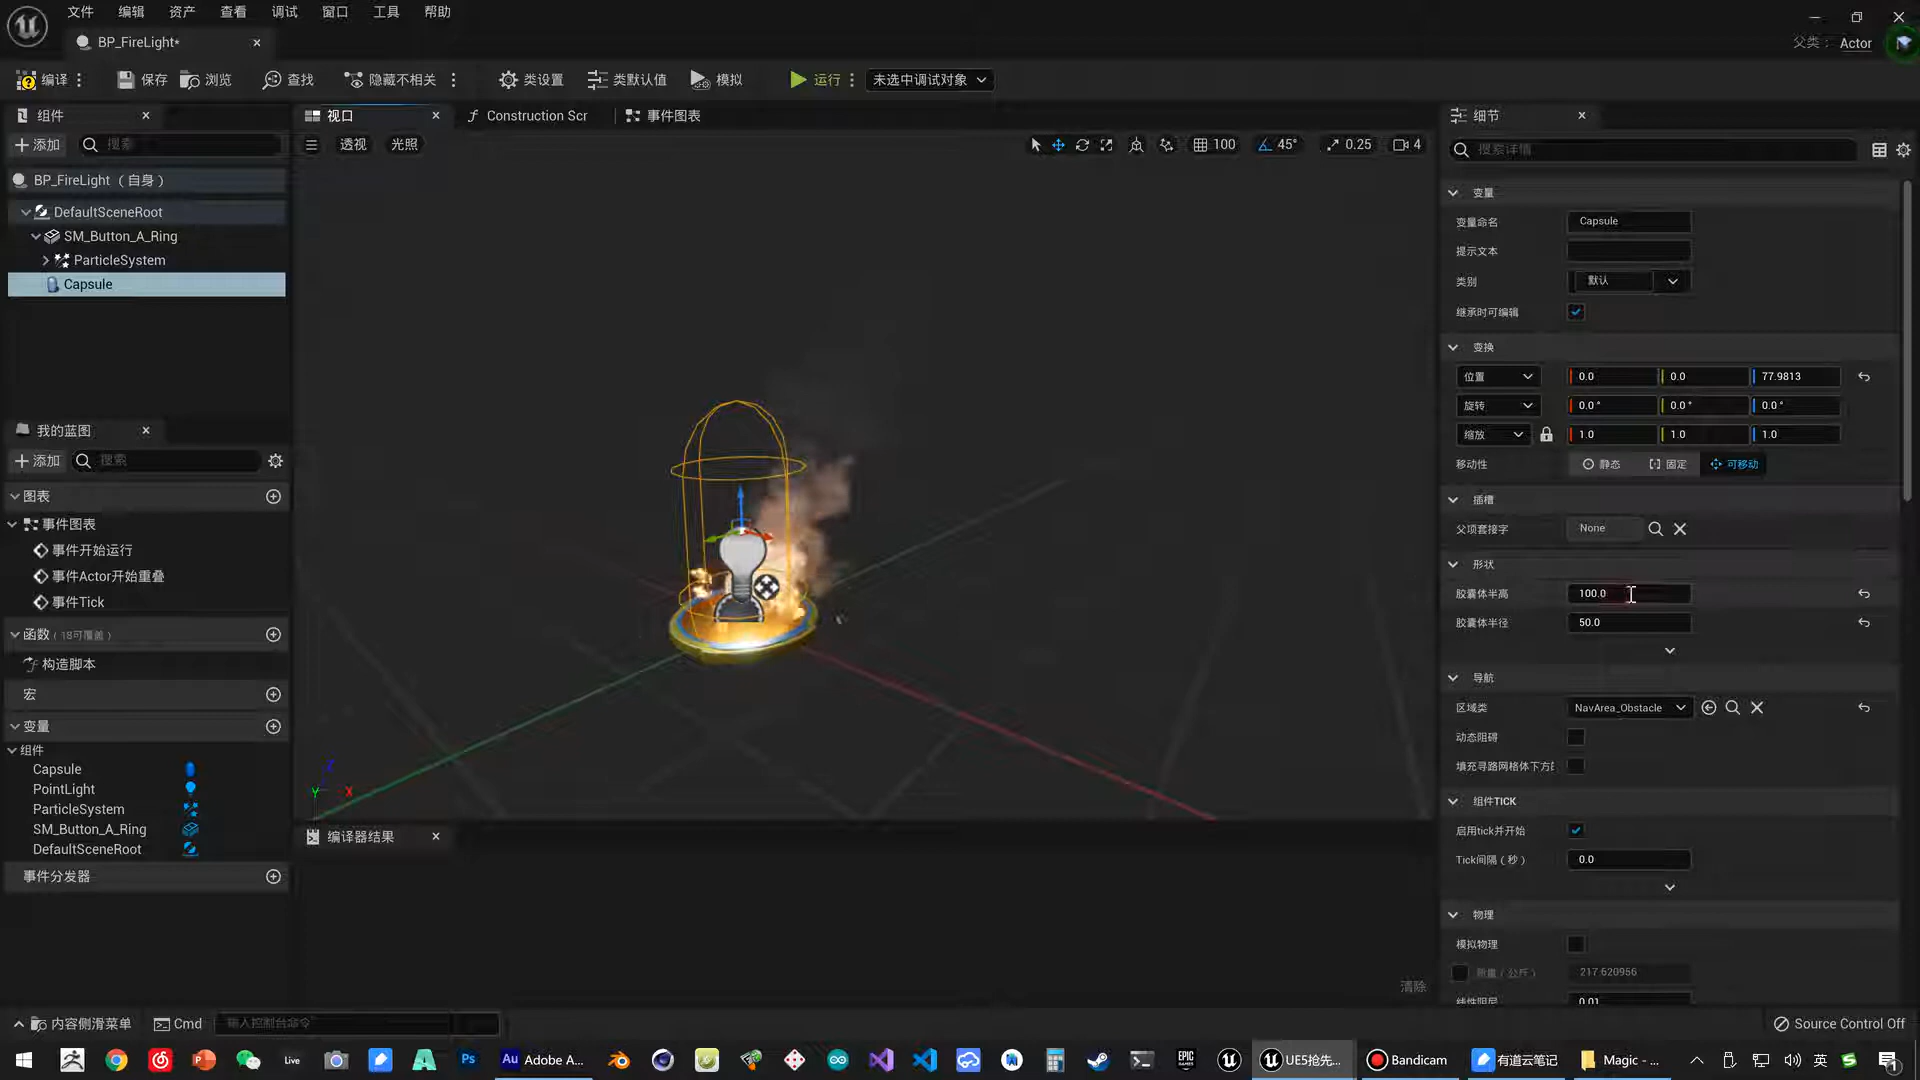 文件 编辑 资产 查看 调试 窗口 工具 帮助
BP_FireLight*
父类： Actor
编译 保存 浏览 查找 隐藏不相关 类设置 类默认值 模拟 运行 未选中调试对象
组件 视口 Construction Scr 事件图表 细节
添加 搜索 透视 光照 100 45° 0.25 4 搜索详情
BP_FireLight （自身）
DefaultSceneRoot
SM_Button_A_Ring
ParticleSystem
Capsule
变量
变量命名 Capsule
提示文本
类别 默认
继承时可编辑
变换
位置 0.0 0.0 77.9813
旋转 0.0° 0.0° 0.0°
缩放 1.0 1.0 1.0
移动性 静态 固定 可移动
插槽
父项套接字 None
形状
胶囊体半高 100.0
胶囊体半径 50.0
导航
区域类 NavArea_Obstacle
动态阻碍
填充寻路网格体下方的
组件TICK
启用tick并开始
Tick间隔（秒） 0.0
物理
模拟物理
质量（公斤） 217.620956
线性阻尼 0.01
我的蓝图
添加 搜索
图表
事件图表
事件开始运行
事件Actor开始重叠
事件Tick
函数（18可覆盖）
构造脚本
宏
变量
组件
Capsule
PointLight
ParticleSystem
SM_Button_A_Ring
DefaultSceneRoot
事件分发器
Z
Y X
编译器结果
清除
内容侧滑菜单 Cmd 输入控制台命令 Source Control Off
Live Ps Au Adobe A... EPIC GAMES UE5抢先... Bandicam 有道云笔记 Magic - ... 英 1